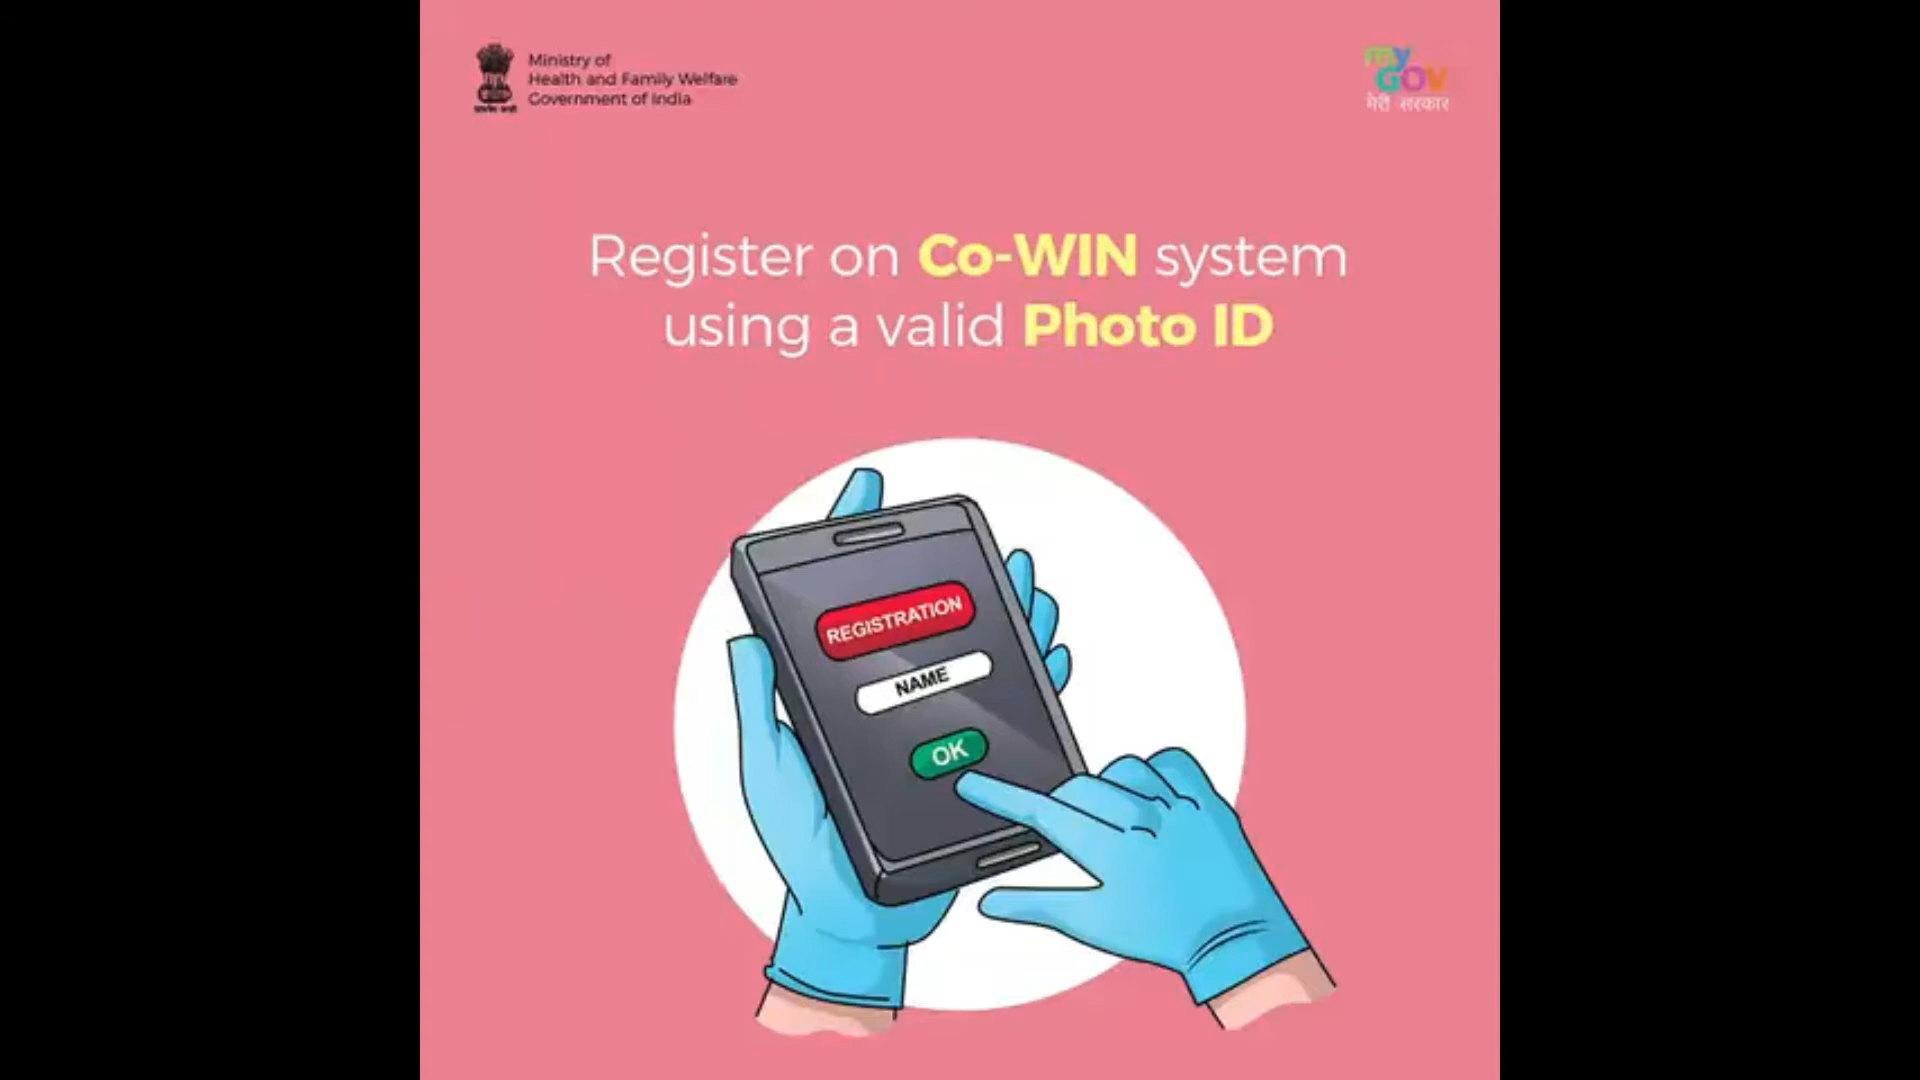 Ministry of
Health and Family Welfare
Government of India
my
GOV
मेरी सरकार
Register on Co-WIN system
using a valid Photo ID
REGISTRATION
NAME
OK